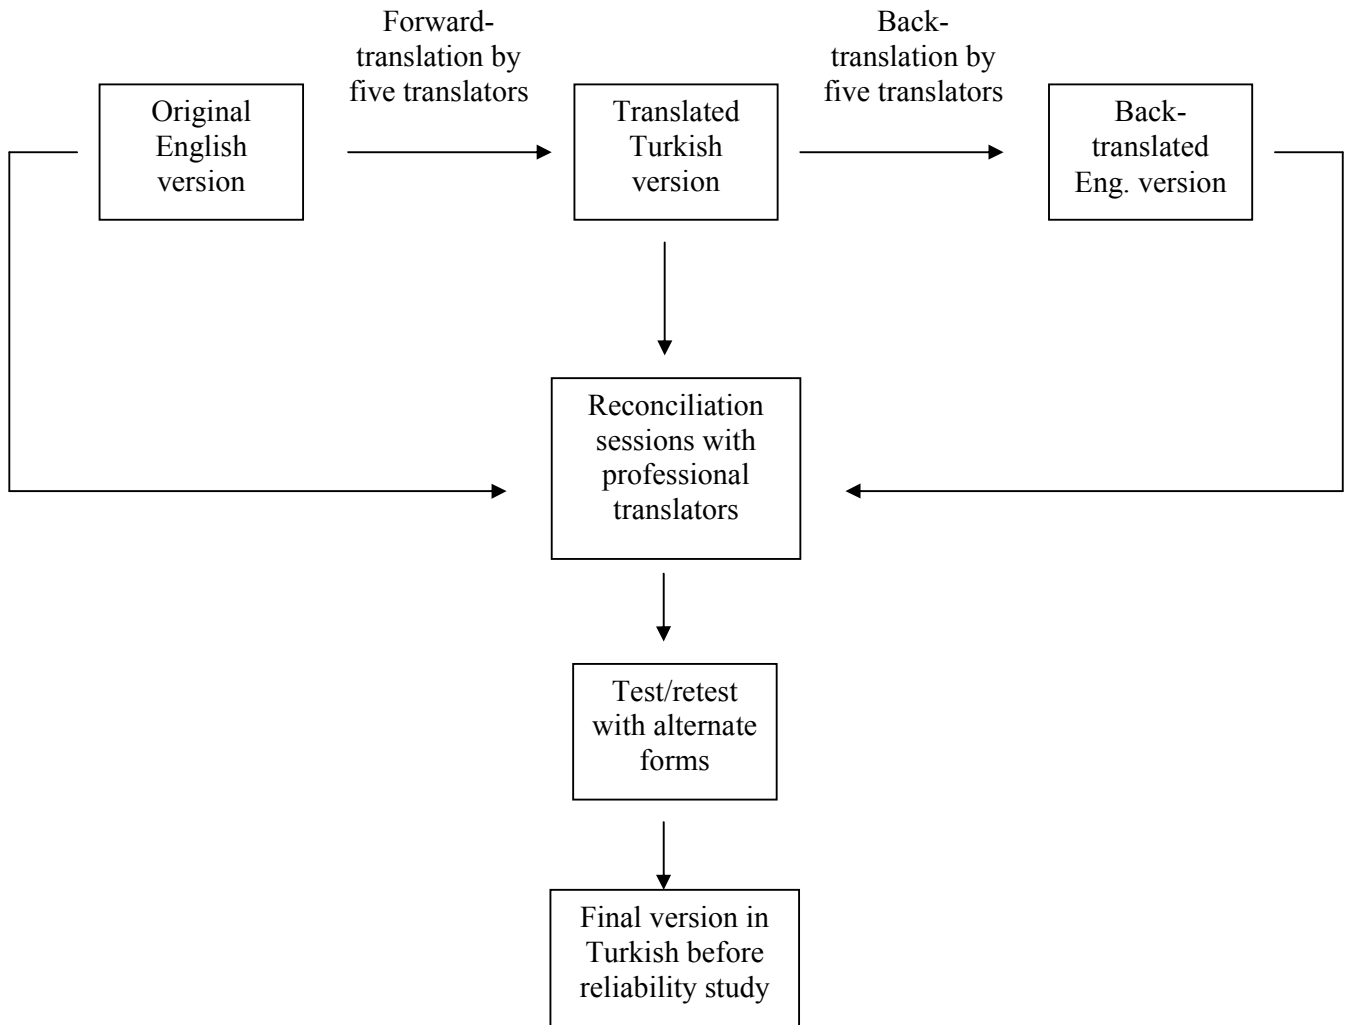 Forward-
translation by
five translators
Back-
translation by
five translators
Original
English
version
Translated
Turkish
version
Back-
translated
Eng. version
Reconciliation
sessions with
professional
translators
Test/retest
with alternate
forms
Final version in
Turkish before
reliability study